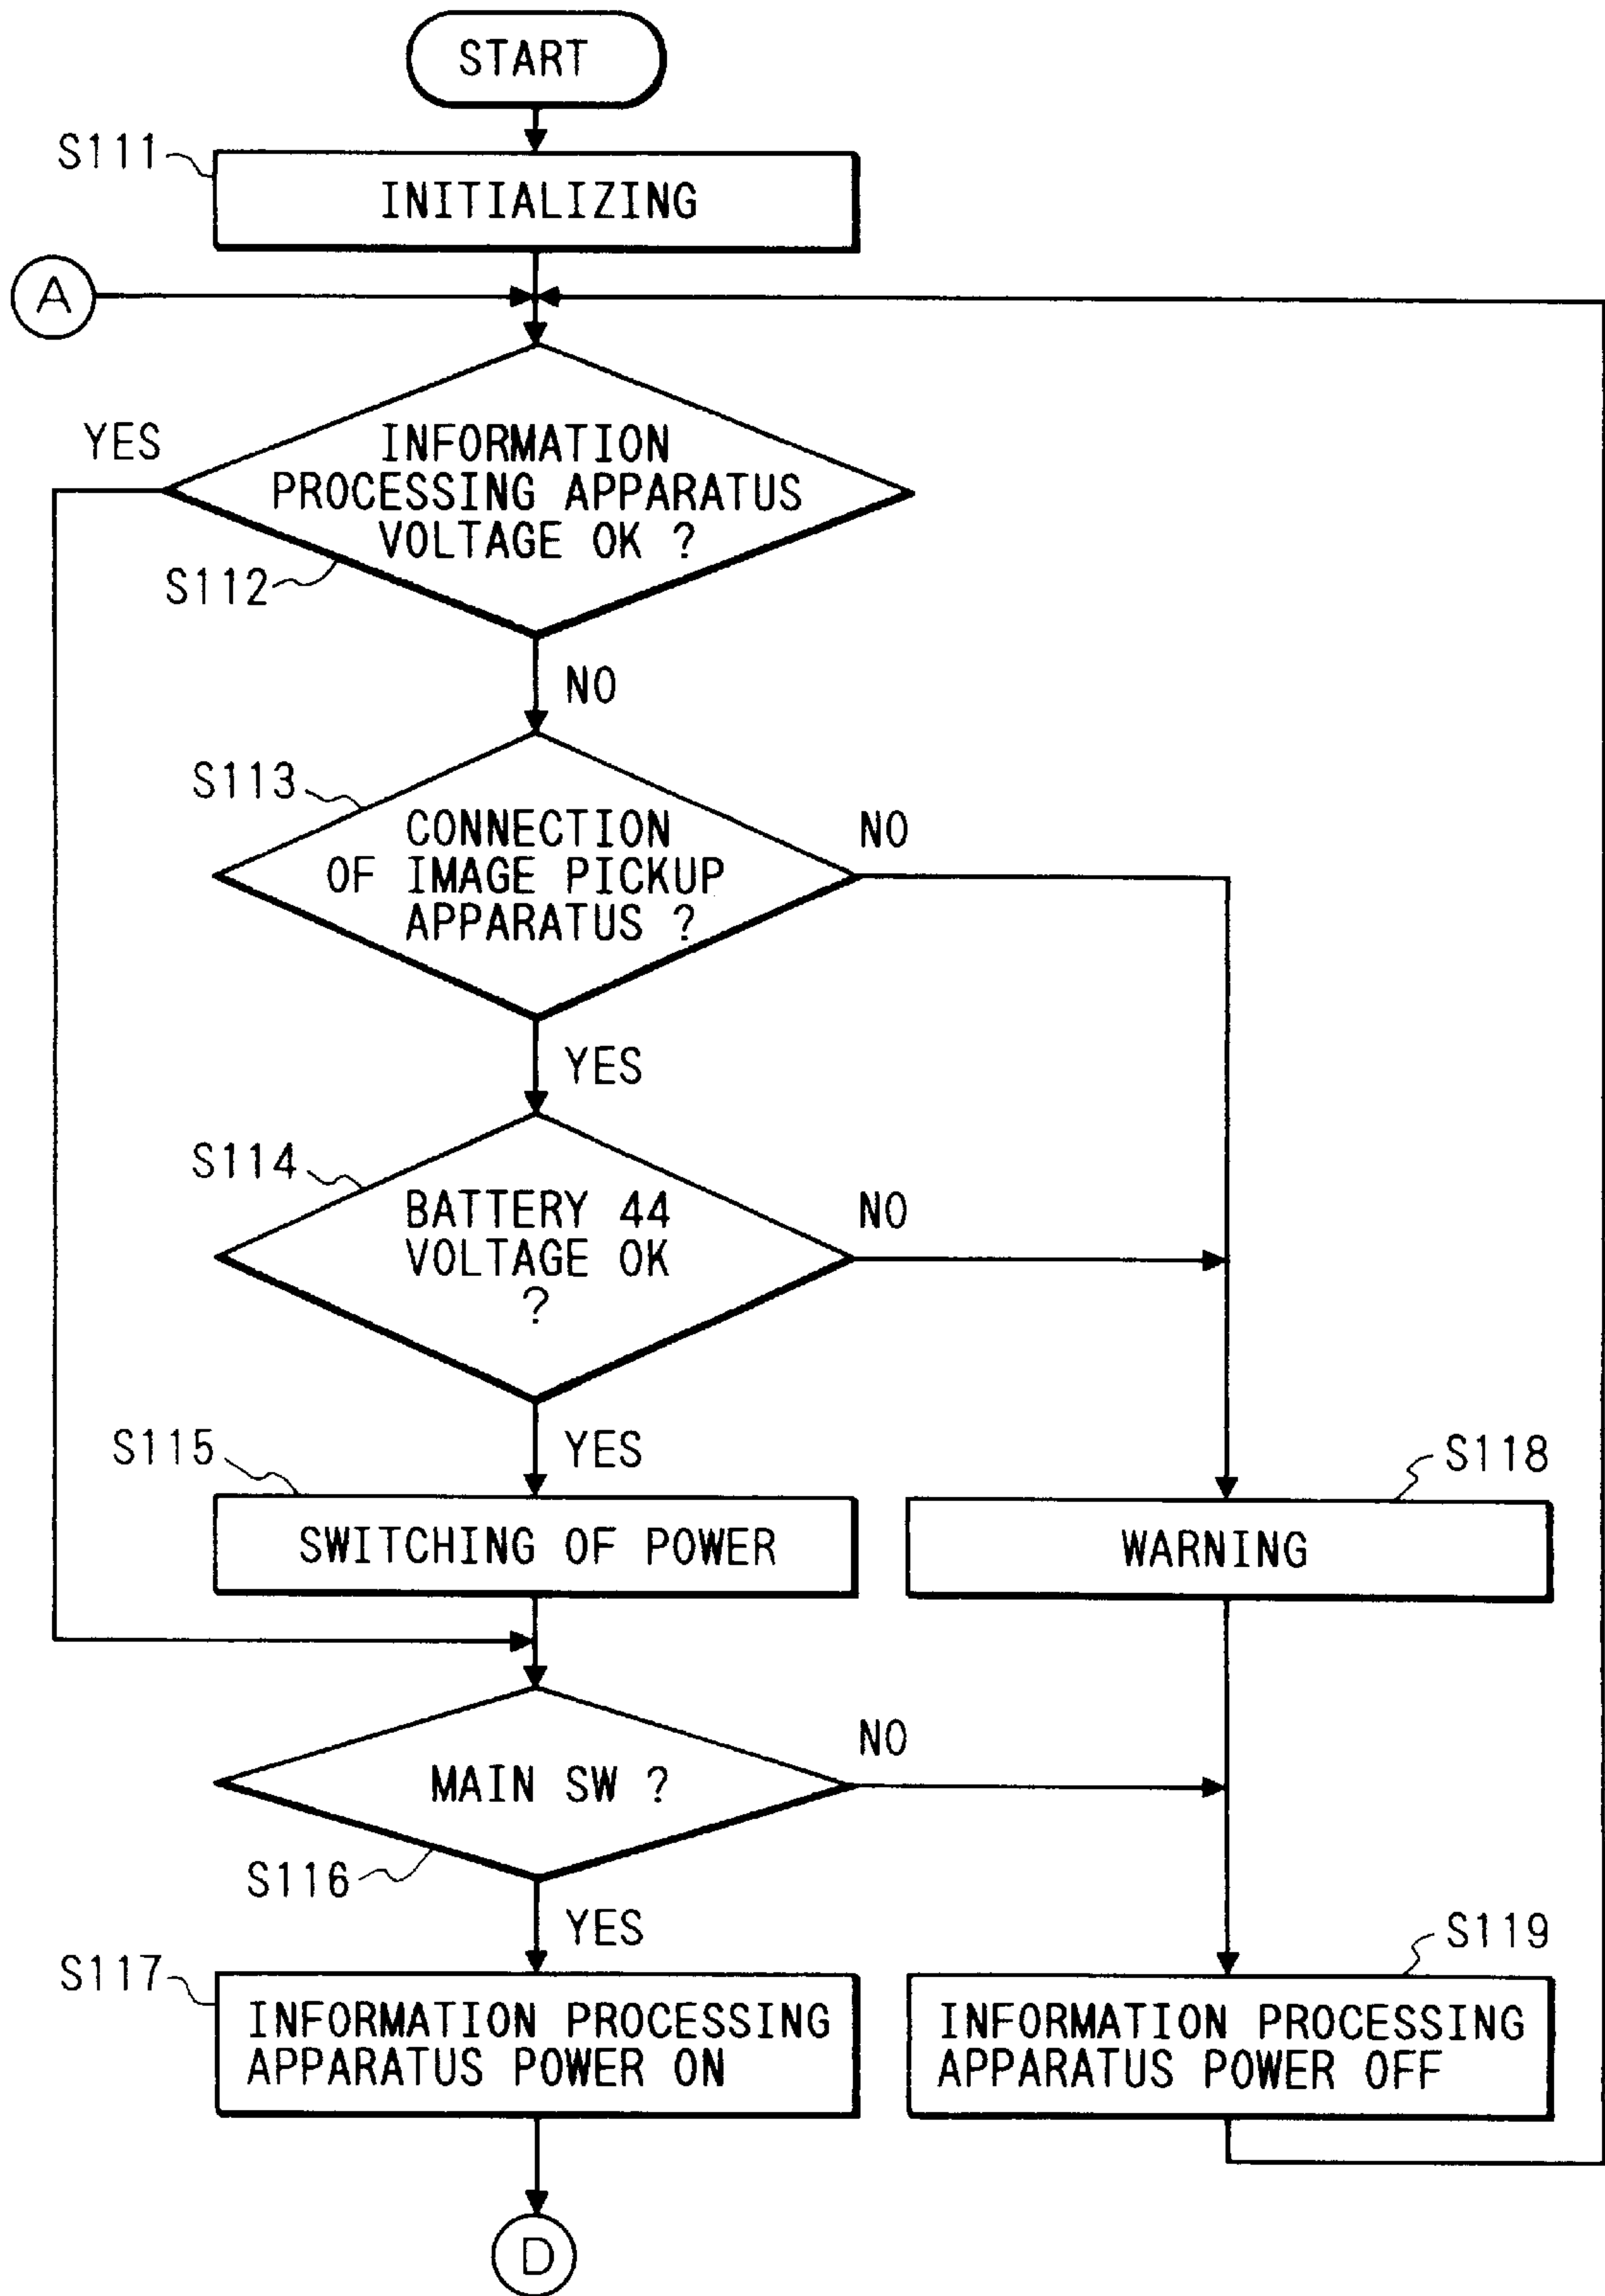 START
S111
INITIALIZING
A
YES
INFORMATION
PROCESSING APPARATUS
VOLTAGE OK ?
S112
NO
S113
CONNECTION
OF IMAGE PICKUP
APPARATUS ?
NO
YES
S114
BATTERY 44
VOLTAGE OK
?
NO
YES
S115
SWITCHING OF POWER
S118
WARNING
MAIN SW ?
NO
S116
YES
S117
INFORMATION PROCESSING
APPARATUS POWER ON
S119
INFORMATION PROCESSING
APPARATUS POWER OFF
D